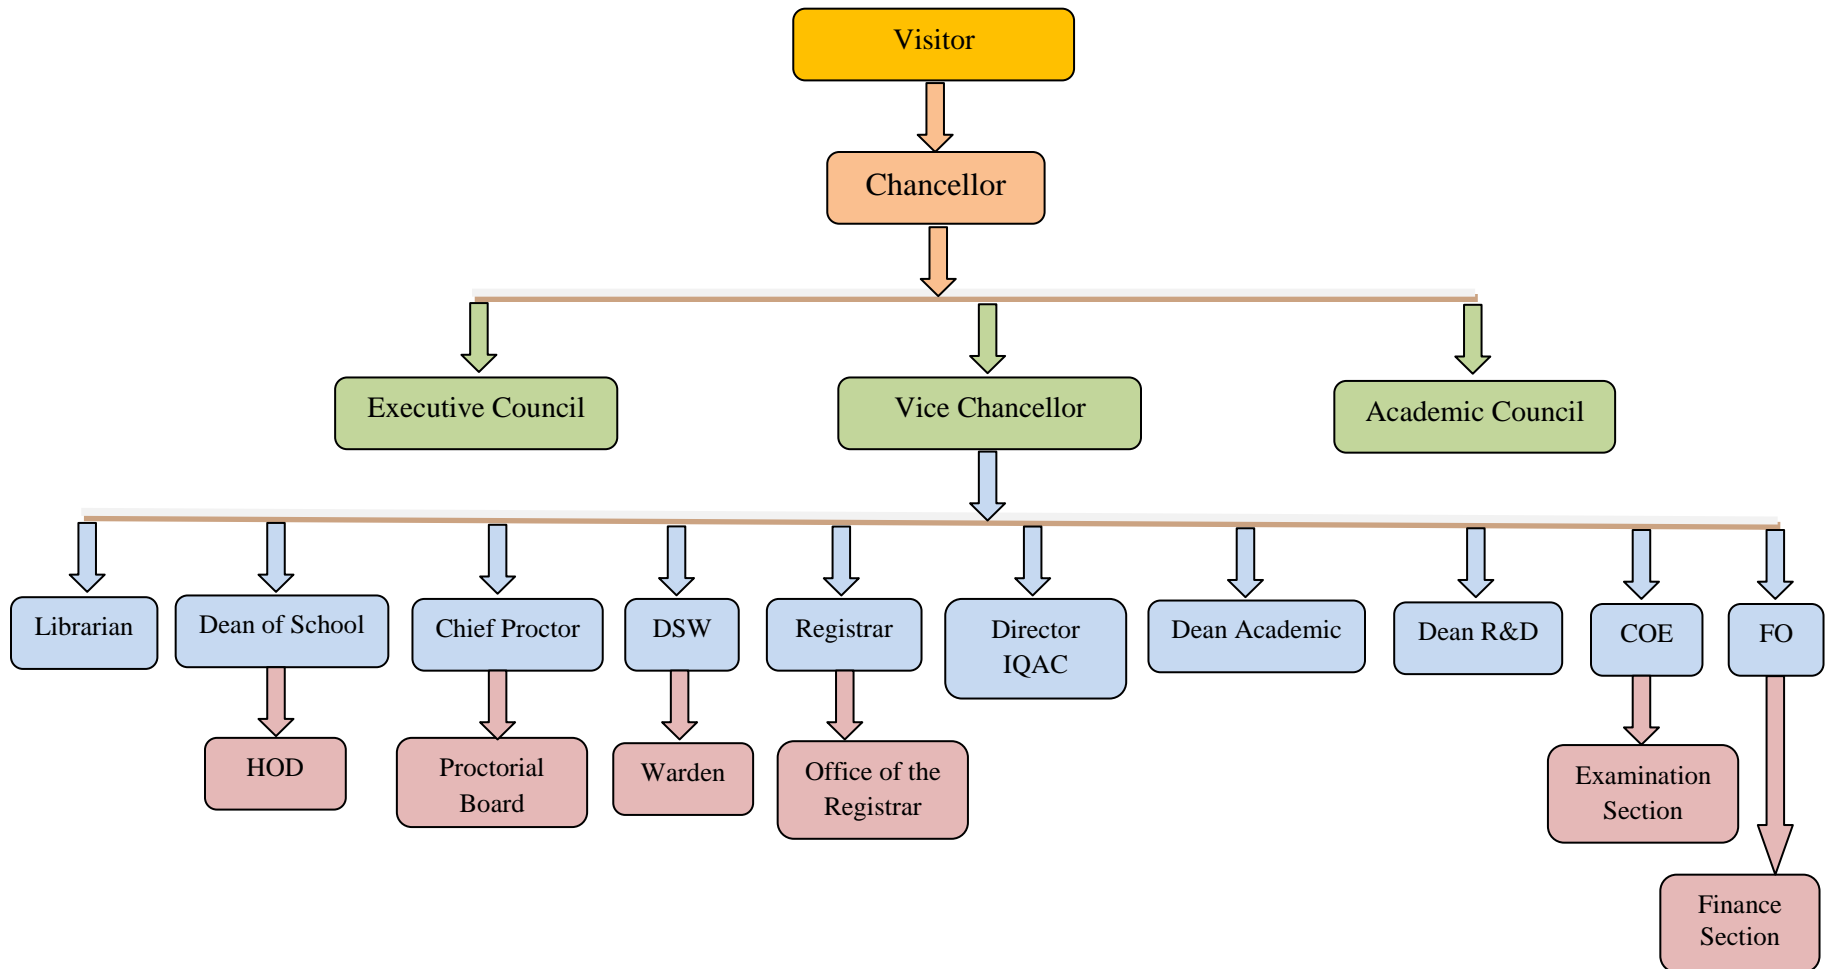 Visitor
Chancellor
Executive Council
Vice Chancellor
Academic Council
Librarian
Dean of School
Chief Proctor
DSW
Registrar
Director
IQAC
Dean Academic
Dean R&D
COE
FO
HOD
Proctorial
Board
Warden
Office of the
Registrar
Examination
Section
Finance
Section